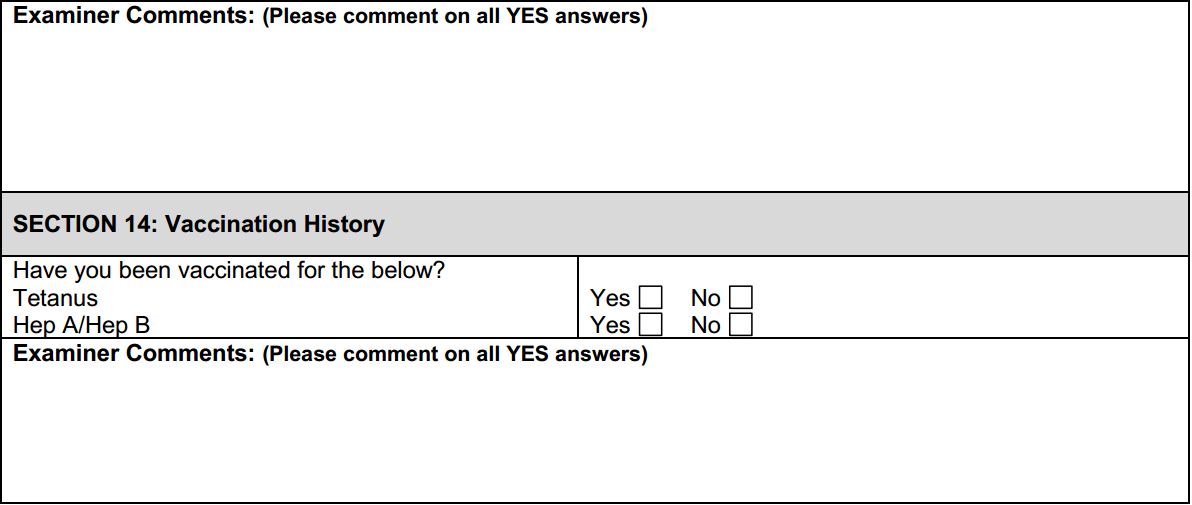 Examiner Comments: (Please comment on all YES answers)
SECTION 14: Vaccination History
Have you been vaccinated for the below?
Tetanus Yes No
Hep A/Hep B Yes No
Examiner Comments: (Please comment on all YES answers)